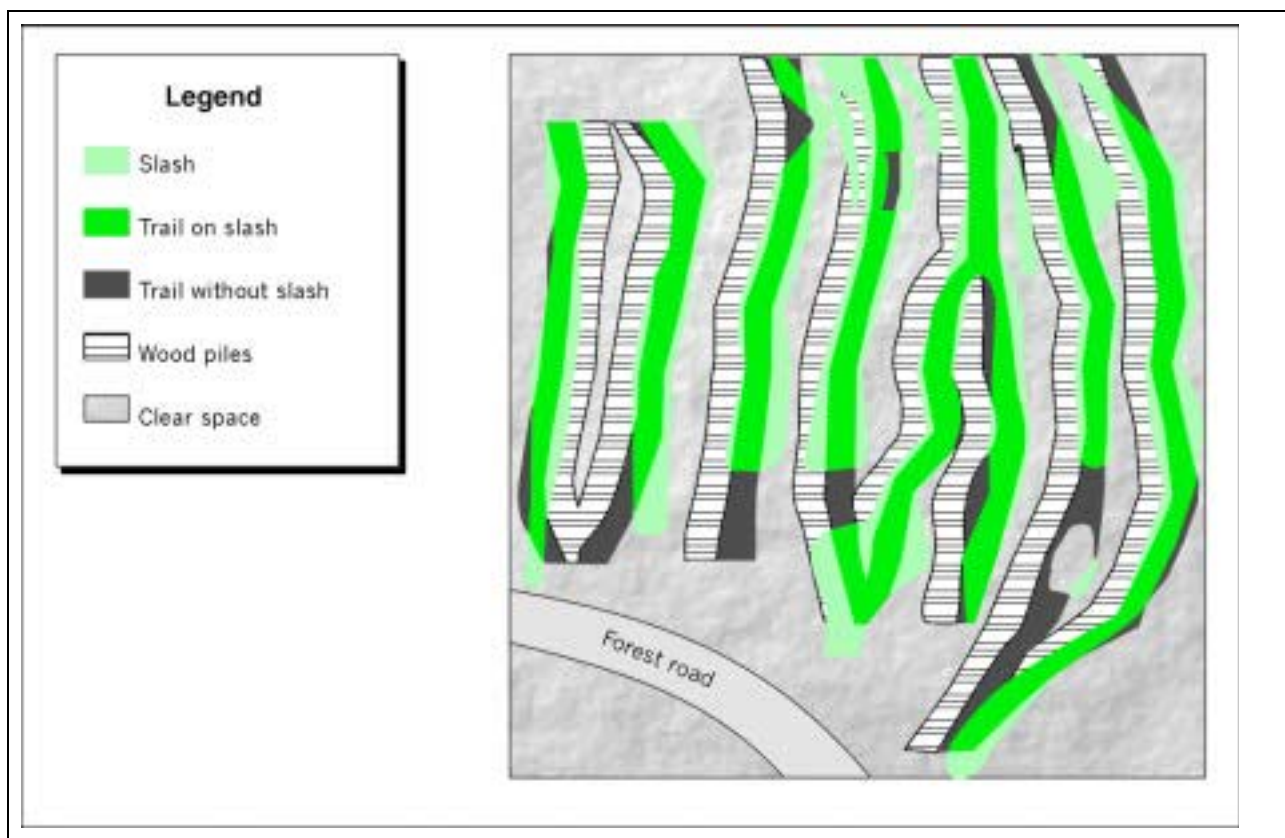 Legend
Slash
Trail on slash
Trail without slash
Wood piles
Clear space
Forest road